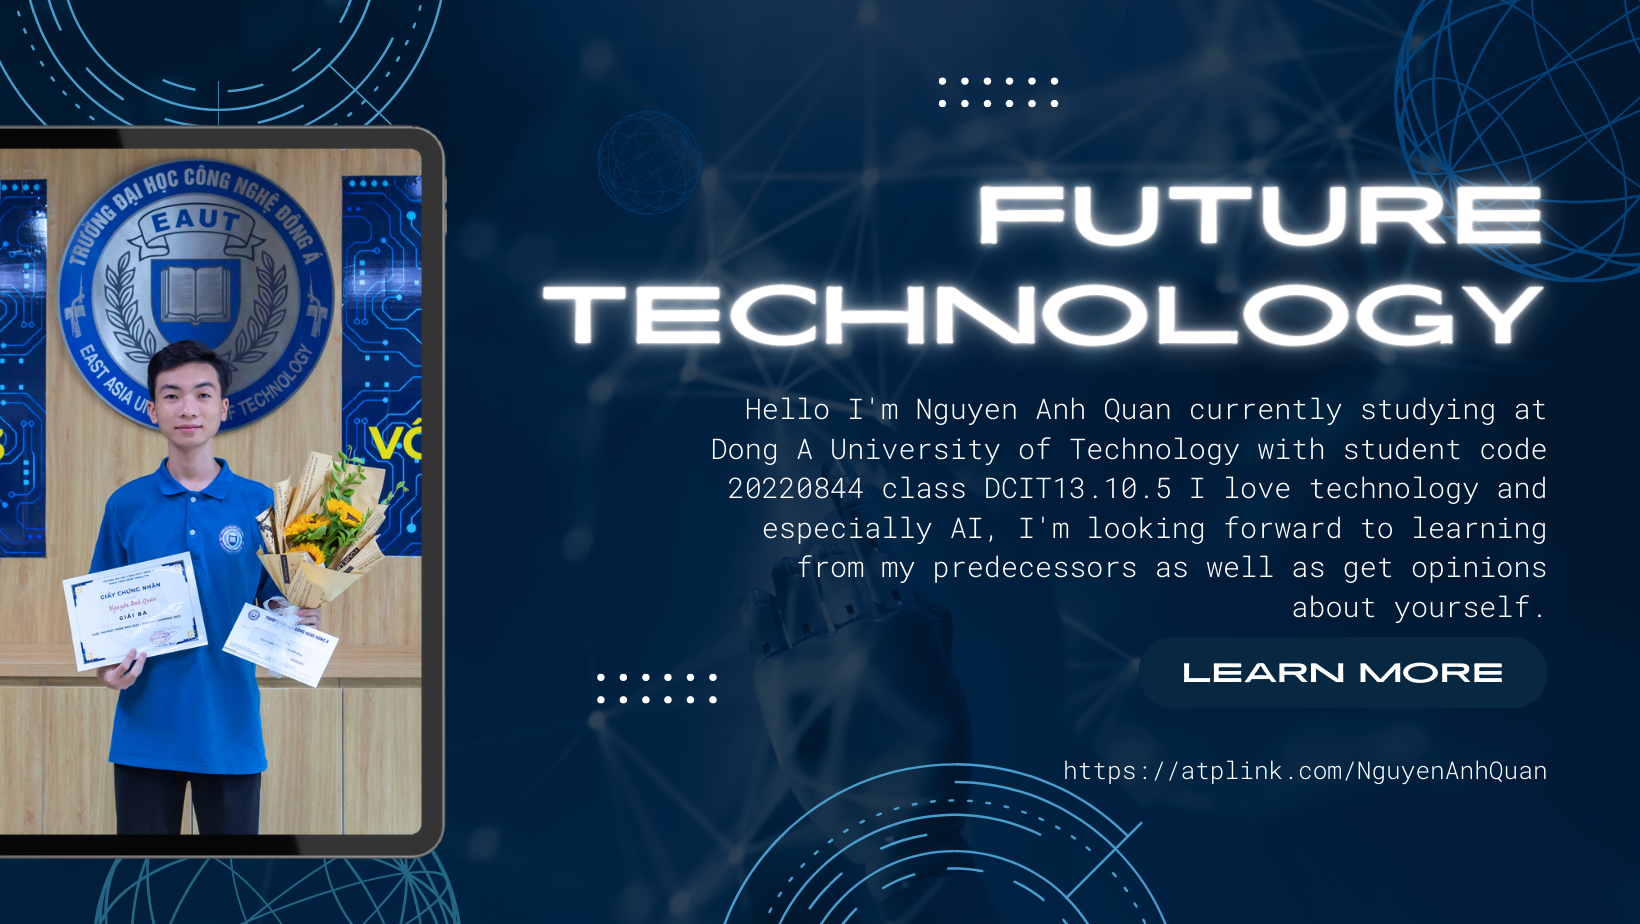 TRƯỜNG ĐẠI HỌC CÔNG NGHỆ ĐÔNG Á
EAUT
EAST ASIA UN OF TECHNOLOGY
VÔ
GIẤY CHỨNG NHẬN
Nguyễn Anh Quân
GIẢI BA
FUTURE
TECHNOLOGY
Hello I'm Nguyen Anh Quan currently studying at
Dong A University of Technology with student code
20220844 class DCIT13.10.5 I love technology and
especially AI, I'm looking forward to learning
from my predecessors as well as get opinions
about yourself.
LEARN MORE
https://atplink.com/NguyenAnhQuan